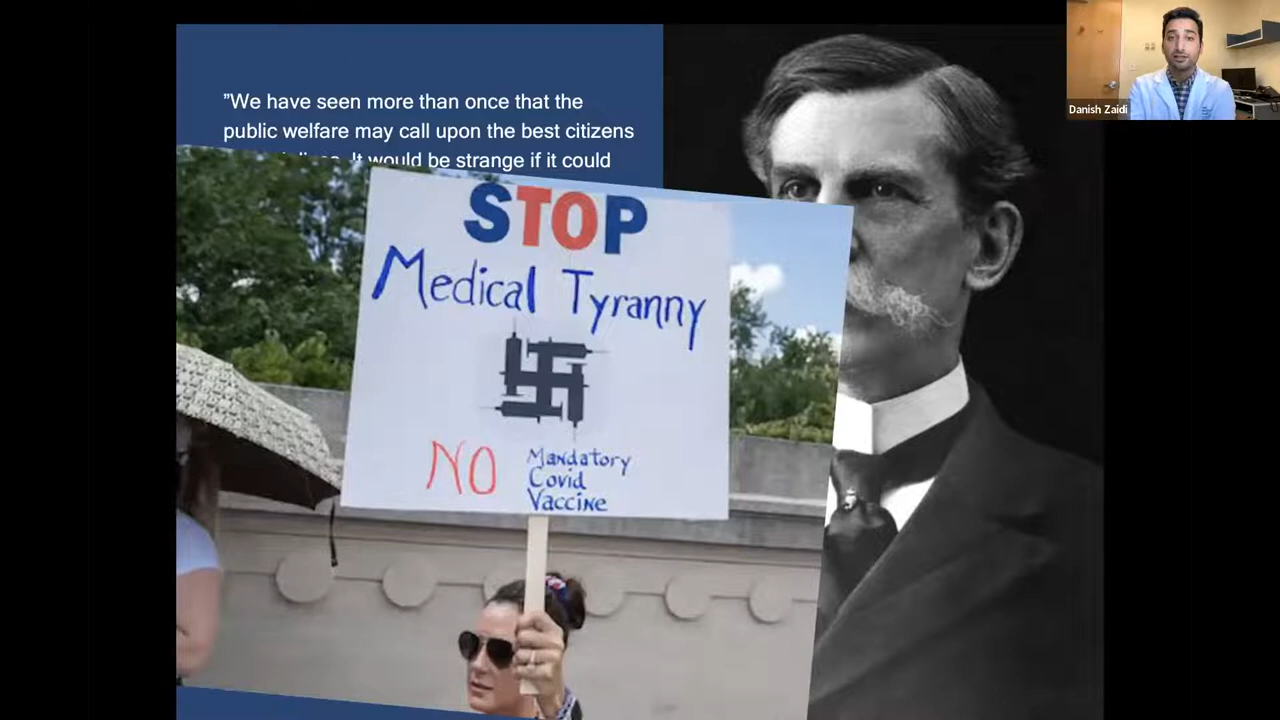 "We have seen more than once that the
public welfare may call upon the best citizens
It would be strange if it could
STOP
Medical Tyranny
NO Mandatory
Covid
Vaccine
Danish Zaidi